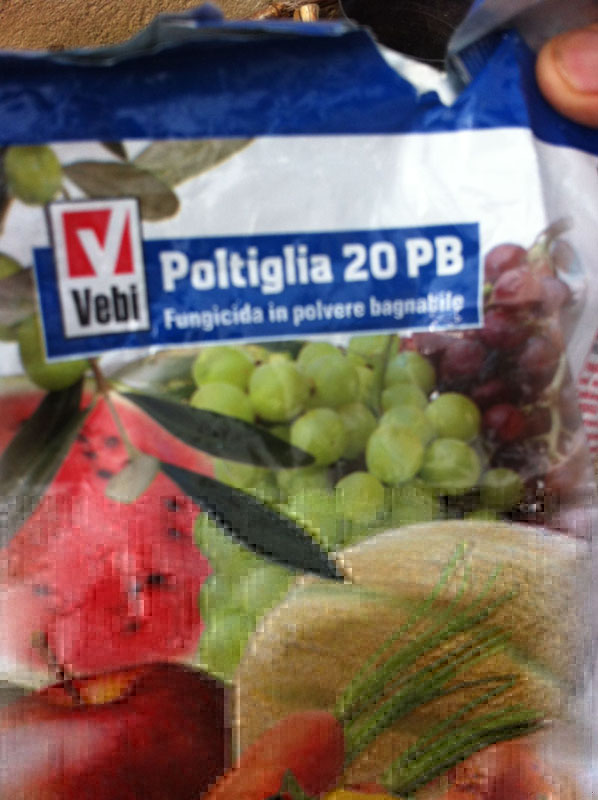 Vebi
Poltiglia 20 PB
Fungicida in polvere bagnabile